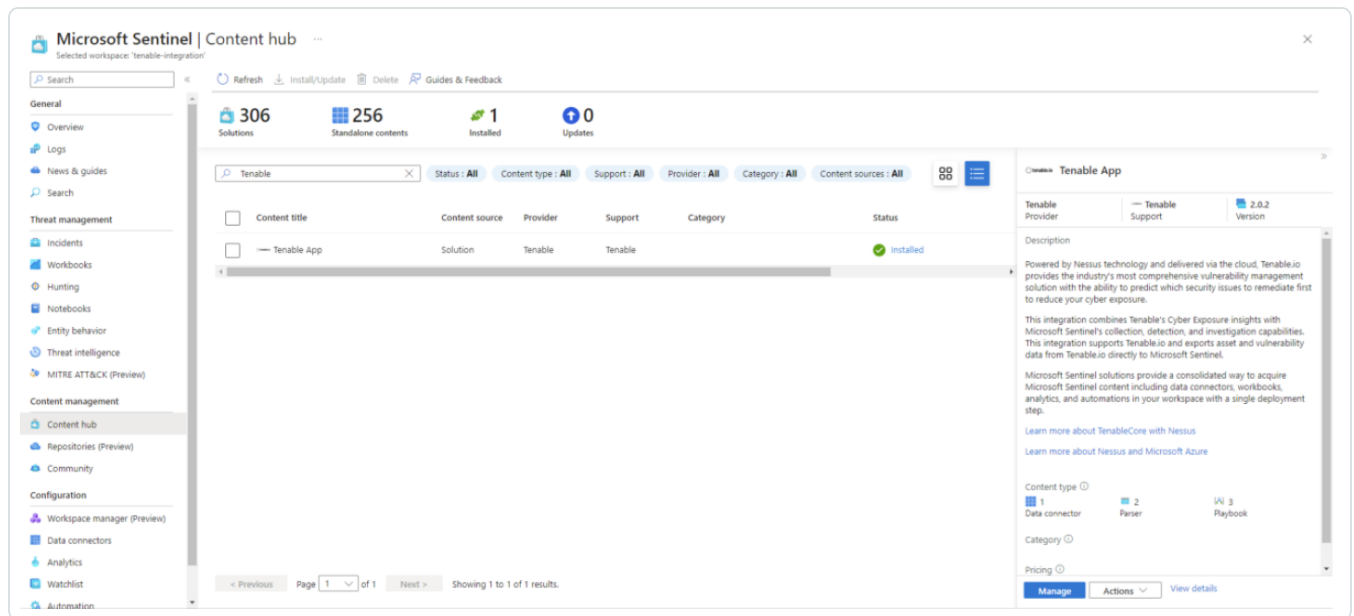 Microsoft Sentinel | Content hub ...
Selected workspace: 'tenable-integration'
Search
«
General
Overview
Logs
News & guides
Search
Threat management
Incidents
Workbooks
Hunting
Notebooks
Entity behavior
Threat intelligence
MITRE ATT&CK (Preview)
Content management
Content hub
Repositories (Preview)
Community
Configuration
Workspace manager (Preview)
Data connectors
Analytics
Watchlist
Automation
Refresh Install/Update Delete Guides & Feedback
306 256 1 0
Solutions Standalone contents Installed Updates
Tenable Status : All Content type : All Support : All Provider : All Category : All Content sources : All
Content title Content source Provider Support Category Status
Tenable App Solution Tenable Tenable Installed
< Previous Page 1 of 1 Next > Showing 1 to 1 of 1 results.
»
Tenable App
Tenable Tenable 2.0.2
Provider Support Version
Description
Powered by Nessus technology and delivered via the cloud, Tenable.io
provides the industry's most comprehensive vulnerability management
solution with the ability to predict which security issues to remediate first
to reduce your cyber exposure.
This integration combines Tenable's Cyber Exposure insights with
Microsoft Sentinel's collection, detection, and investigation capabilities.
This integration supports Tenable.io and exports asset and vulnerability
data from Tenable.io directly to Microsoft Sentinel.
Microsoft Sentinel solutions provide a consolidated way to acquire
Microsoft Sentinel content including data connectors, workbooks,
analytics, and automations in your workspace with a single deployment
step.
Learn more about TenableCore with Nessus
Learn more about Nessus and Microsoft Azure
Content type
1 2 3
Data connector Parser Playbook
Category
Pricing
Manage Actions View details